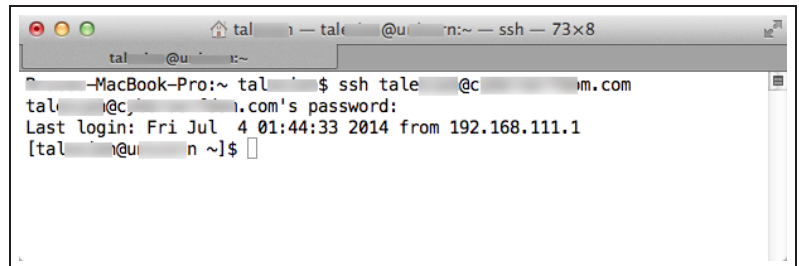 tal — tal @u n:~ — ssh — 73×8
tal @u :~
-MacBook-Pro:~ tal $ ssh tale @c m.com
tal @c .com's password:
Last login: Fri Jul  4 01:44:33 2014 from 192.168.111.1
[tal @u n ~]$